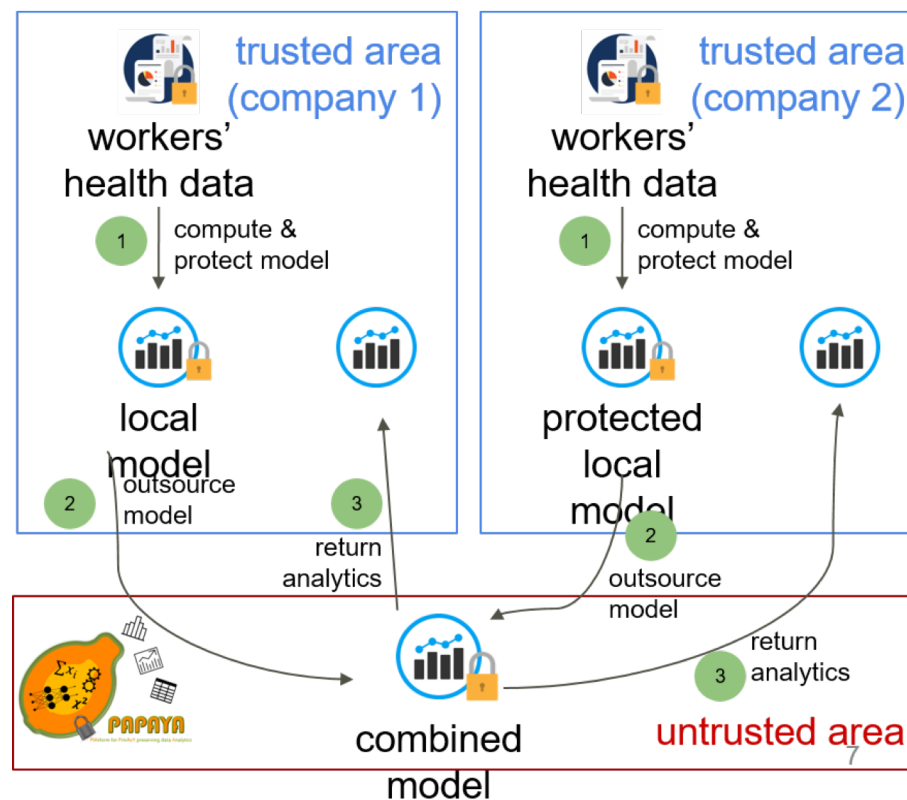 trusted area
(company 1)
workers’
health data
1
compute &
protect model
local
model
2
outsource
model
3
return
analytics
trusted area
(company 2)
workers’
health data
1
compute &
protect model
protected
local
model
2
outsource
model
3
return
analytics
Σxᵢ
x²
PAPAYA
combined
model
untrusted area
7